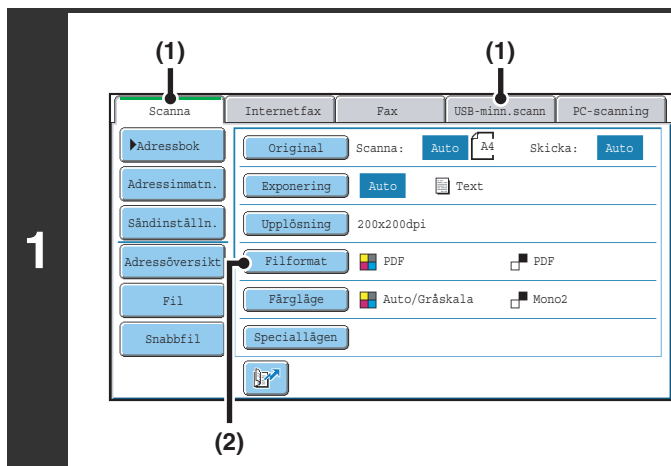 (1) (1)
Scanna Internetfax Fax USB-minn.scann PC-scanning
Adressbok Original Scanna: Auto A4 Skicka: Auto
Adressinmatn. Exponering Auto Text
Sändinställn. Upplösning 200x200dpi
Adressöversikt Filformat PDF PDF
Fil Färgläge Auto/Gråskala Mono2
Snabbfil Speciallägen
1
(2)